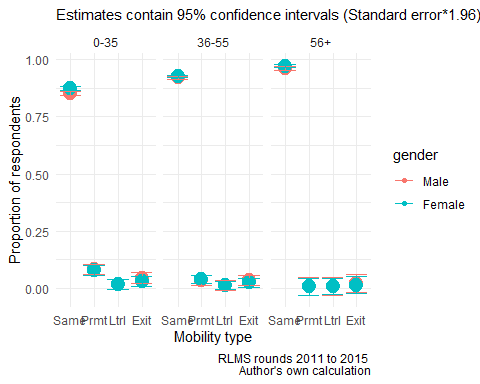 Estimates contain 95% confidence intervals (Standard error*1.96)
0-35 36-55 56+
1.00
0.75
0.50
0.25
0.00
Proportion of respondents
Same Prmt Ltrl Exit Same Prmt Ltrl Exit Same Prmt Ltrl Exit
Mobility type
gender
Male
Female
RLMS rounds 2011 to 2015
Author's own calculation